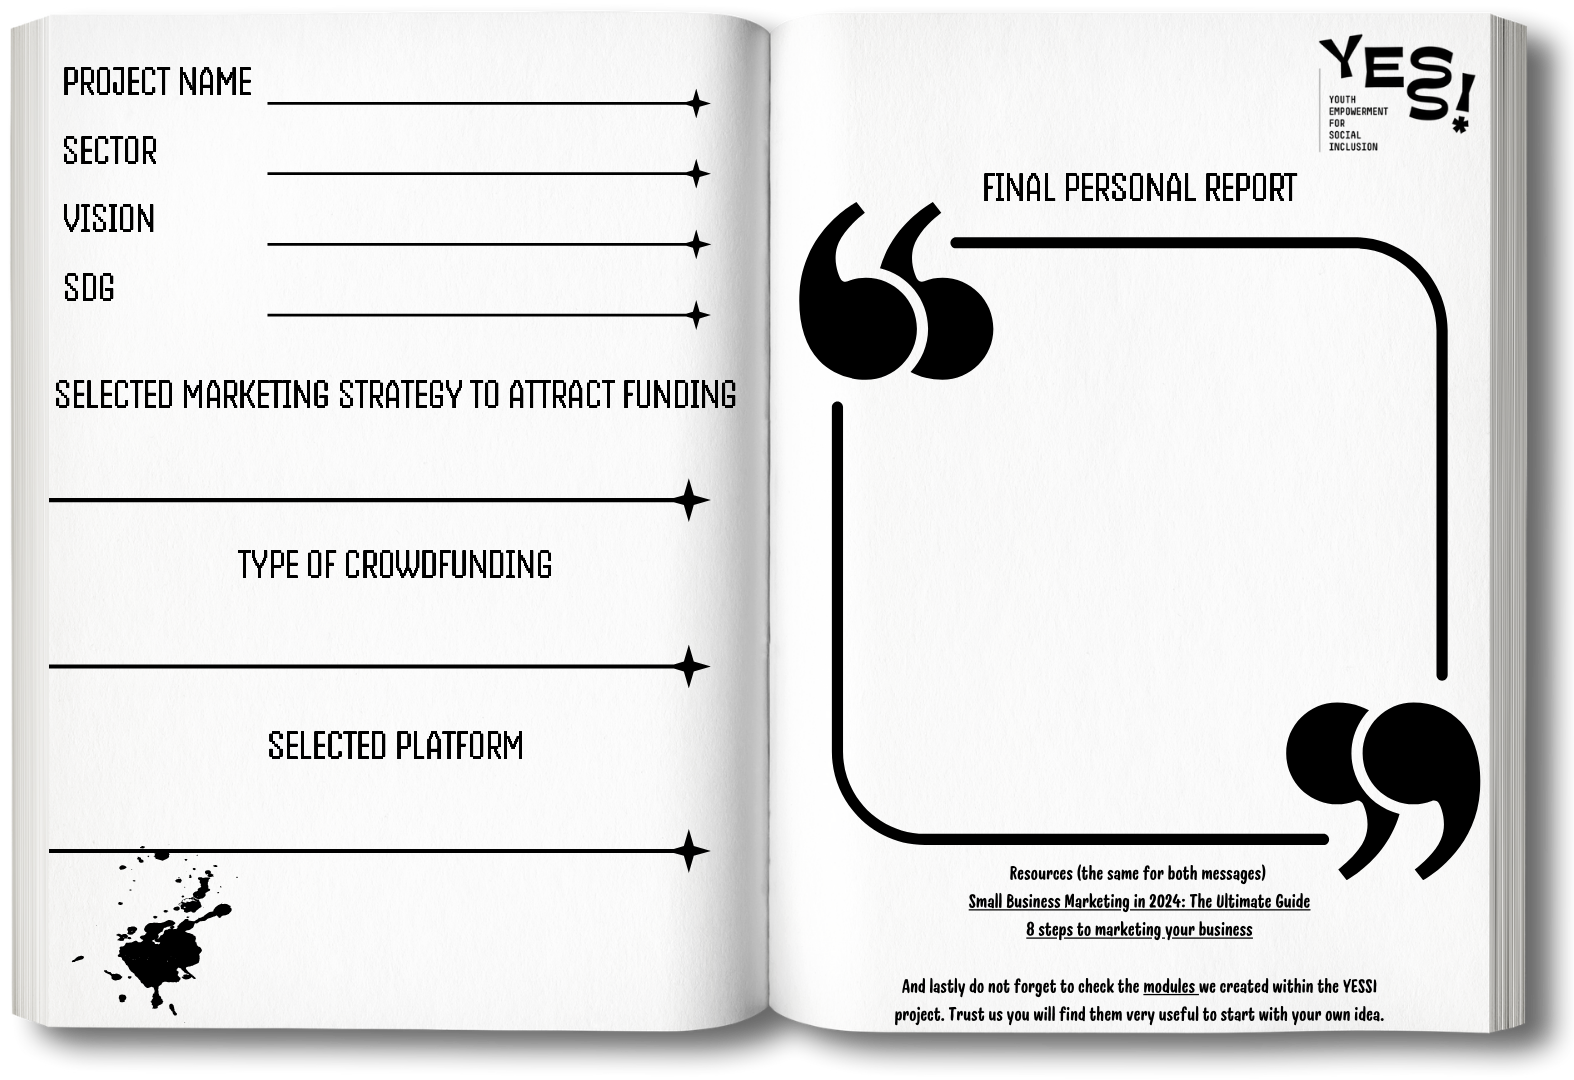 PROJECT NAME
SECTOR
VISION
SDG
SELECTED MARKETING STRATEGY TO ATTRACT FUNDING
TYPE OF CROWDFUNDING
SELECTED PLATFORM
YESS!
YOUTH
EMPOWERMENT
FOR
SOCIAL
INCLUSION
FINAL PERSONAL REPORT
Resources (the same for both messages)
Small Business Marketing in 2024: The Ultimate Guide
8 steps to marketing your business
And lastly do not forget to check the modules we created within the YESS!
project. Trust us you will find them very useful to start with your own idea.